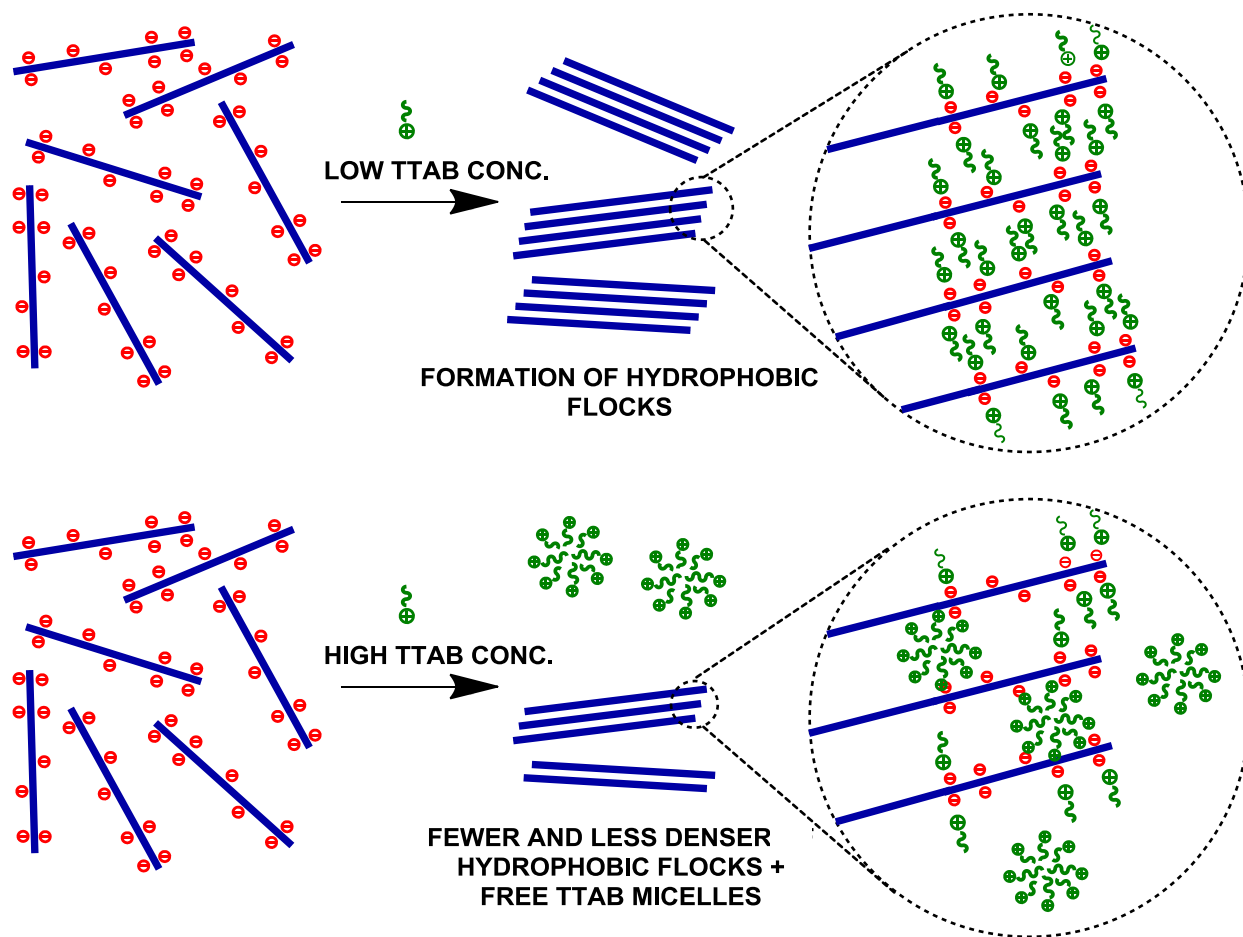 LOW TTAB CONC.
FORMATION OF HYDROPHOBIC
FLOCKS
HIGH TTAB CONC.
FEWER AND LESS DENSER
HYDROPHOBIC FLOCKS +
FREE TTAB MICELLES